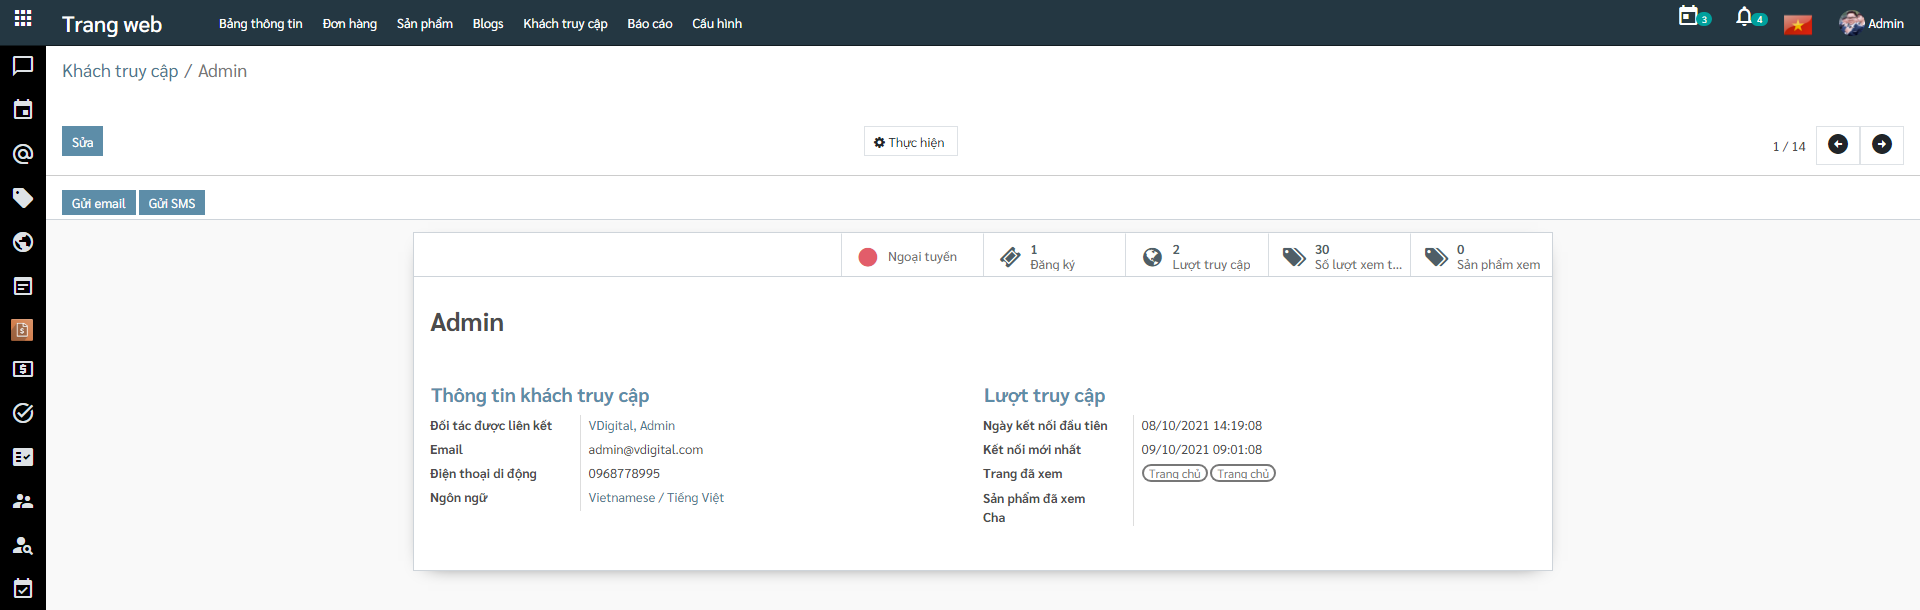 Trang web Bảng thông tin Đơn hàng Sản phẩm Blogs Khách truy cập Báo cáo Cấu hình 3 4 Admin
Khách truy cập / Admin
Sửa Thực hiện 1 / 14
Gửi email Gửi SMS
Ngoại tuyến
1 Đăng ký
2 Lượt truy cập
30 Số lượt xem t...
0 Sản phẩm xem
Admin
Thông tin khách truy cập
Đối tác được liên kết VDigital, Admin
Email admin@vdigital.com
Điện thoại di động 0968778995
Ngôn ngữ Vietnamese / Tiếng Việt
Lượt truy cập
Ngày kết nối đầu tiên 08/10/2021 14:19:08
Kết nối mới nhất 09/10/2021 09:01:08
Trang đã xem Trang chủ Trang chủ
Sản phẩm đã xem
Cha